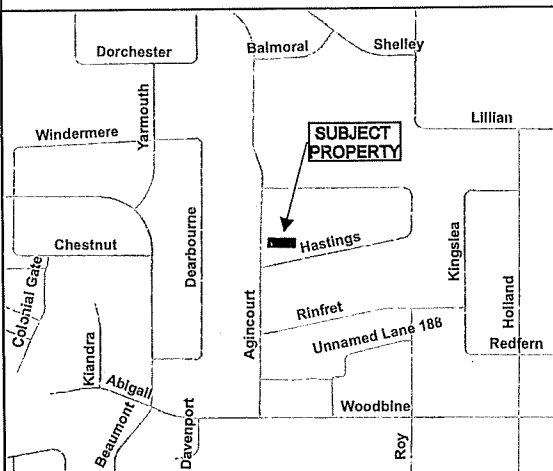 Dorchester
Balmoral
Shelley
Lillian
Windermere
Yarmouth
SUBJECT
PROPERTY
Chestnut
Colonial Gate
Dearbourne
Hastings
Kingslea
Holland
Agincourt
Rinfret
Unnamed Lane 188
Redfern
Kiandra
Abigail
Beaumont
Davenport
Woodbine
Roy